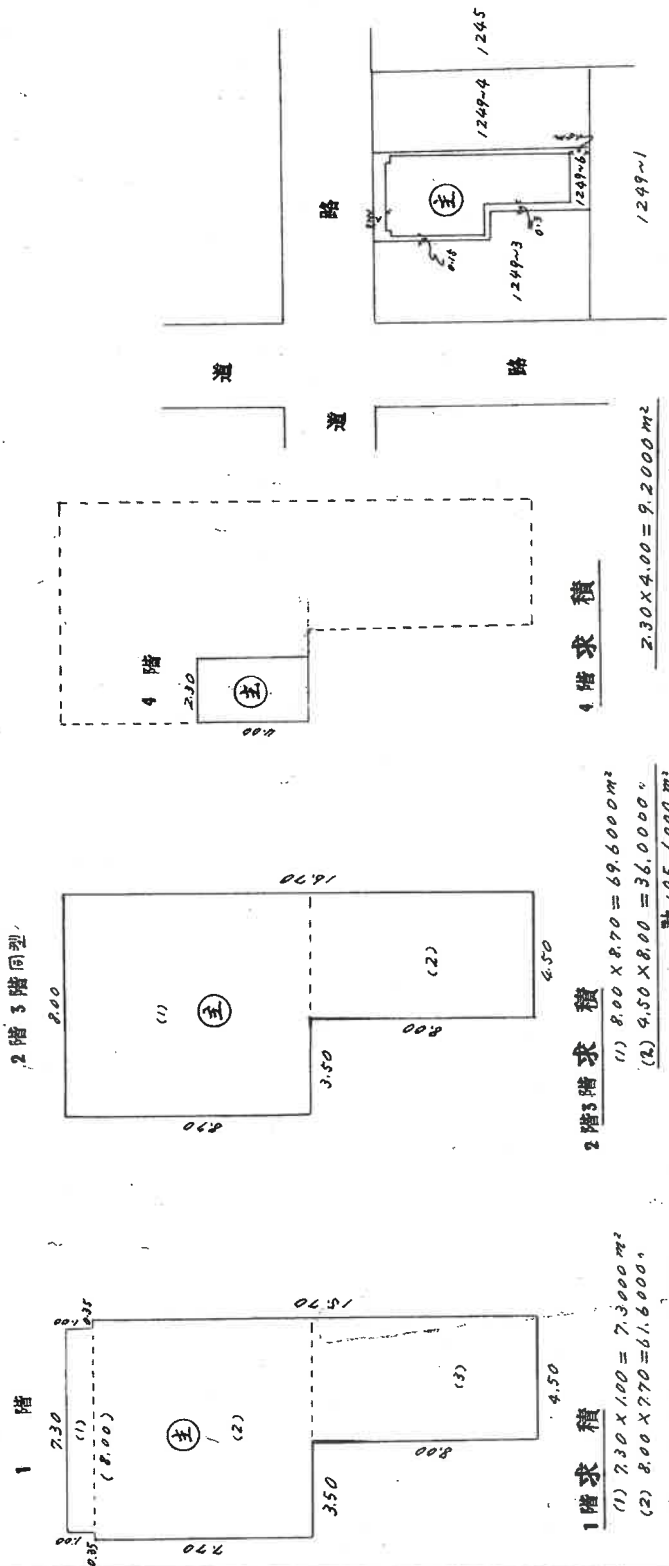 1 階
7.30
1.00
1.00
0.35
0.35
(1)
(8.00)
主
(2)
7.70
15.70
3.50
(3)
8.00
4.50
1階求積
(1) 7.30 × 1.00 = 7.3000 m²
(2) 8.00 × 7.70 = 61.6000 〃
2階 3階同型
8.00
(1)
主
8.70
16.70
3.50
(2)
8.00
4.50
2階3階求積
(1) 8.00 × 8.70 = 69.6000 m²
(2) 4.50 × 8.00 = 36.0000 〃
4 階
2.30
主
4.00
4階求積
2.30 × 4.00 = 9.2000 m²
道
路
道
路
主
0.15
0.3
1249~3
1249~6
1249~4
1245
1249~1